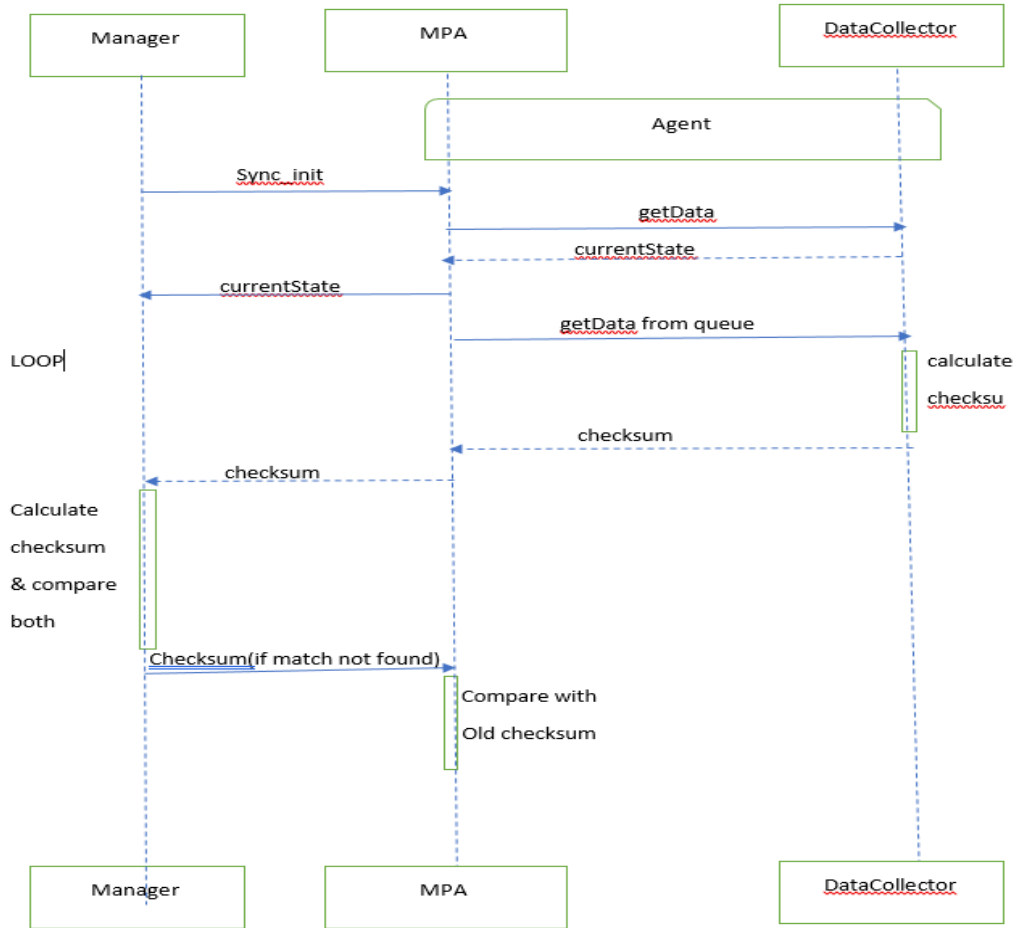 Manager
MPA
DataCollector
Agent
Sync_init
getData
currentState
currentState
getData from queue
LOOP
calculate
checksu
checksum
checksum
Calculate
checksum
& compare
both
Checksum(if match not found)
Compare with
Old checksum
Manager
MPA
DataCollector